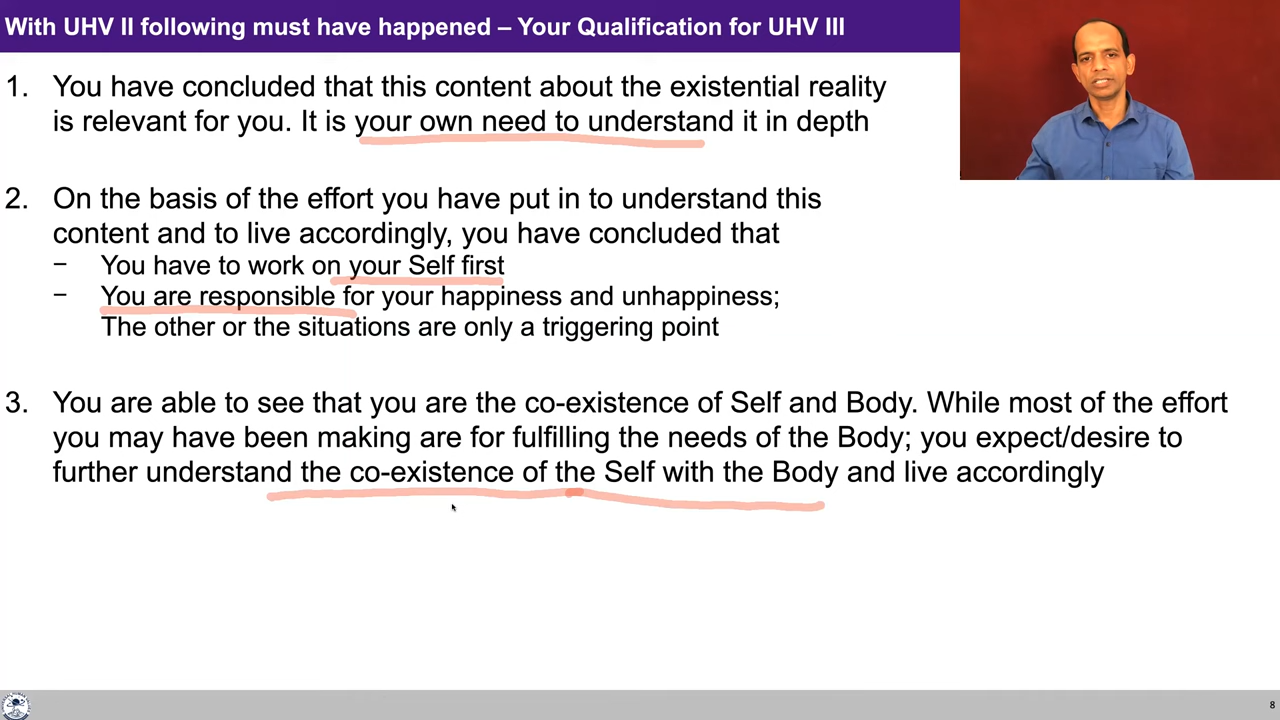 With UHV II following must have happened – Your Qualification for UHV III
1. You have concluded that this content about the existential reality
is relevant for you. It is your own need to understand it in depth
2. On the basis of the effort you have put in to understand this
content and to live accordingly, you have concluded that
– You have to work on your Self first
– You are responsible for your happiness and unhappiness;
The other or the situations are only a triggering point
3. You are able to see that you are the co-existence of Self and Body. While most of the effort
you may have been making are for fulfilling the needs of the Body; you expect/desire to
further understand the co-existence of the Self with the Body and live accordingly
8